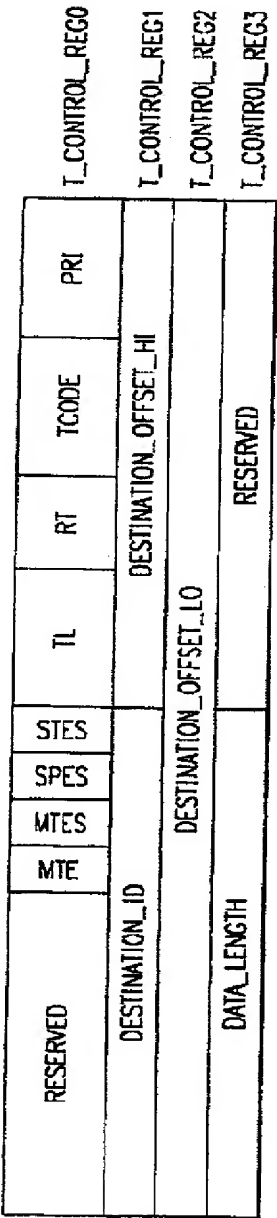 RESERVED MTE MTES SPES STES TL RT TCODE PRI T_CONTROL_REG0
DESTINATION_ID DESTINATION_OFFSET_HI T_CONTROL_REG1
DESTINATION_OFFSET_LO T_CONTROL_REG2
DATA_LENGTH RESERVED T_CONTROL_REG3